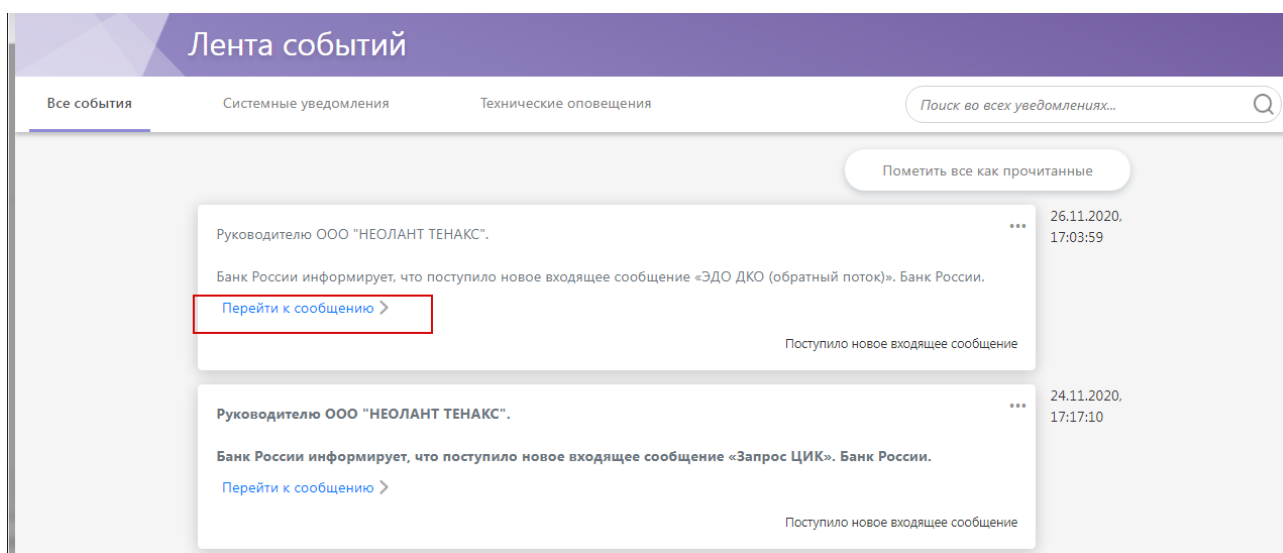 Лента событий
Все события
Системные уведомления
Технические оповещения
Поиск во всех уведомлениях...
Пометить все как прочитанные
Руководителю ООО "НЕОЛАНТ ТЕНАКС".
26.11.2020,
17:03:59
Банк России информирует, что поступило новое входящее сообщение «ЭДО ДКО (обратный поток)». Банк России.
Перейти к сообщению
Поступило новое входящее сообщение
Руководителю ООО "НЕОЛАНТ ТЕНАКС".
24.11.2020,
17:17:10
Банк России информирует, что поступило новое входящее сообщение «Запрос ЦИК». Банк России.
Перейти к сообщению
Поступило новое входящее сообщение